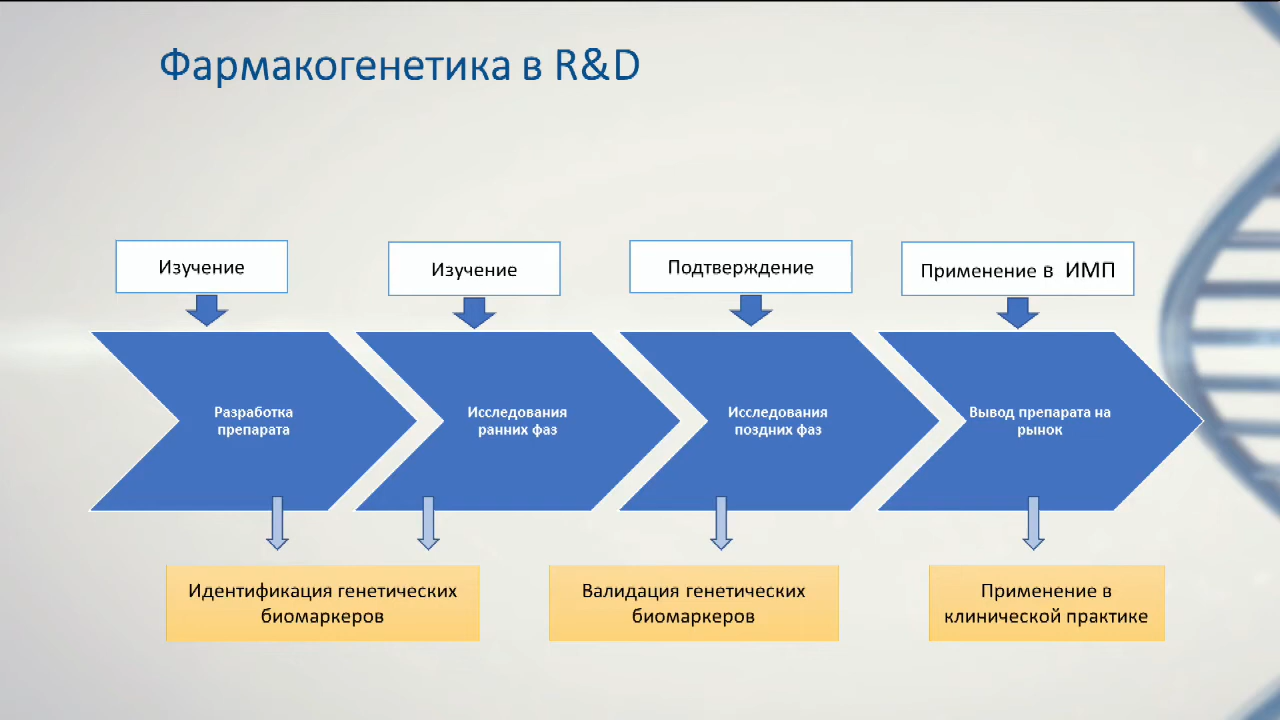 Фармакогенетика в R&D
Изучение
Изучение
Подтверждение
Применение в ИМП
Разработка
препарата
Исследования
ранних фаз
Исследования
поздних фаз
Вывод препарата на
рынок
Идентификация генетических
биомаркеров
Валидация генетических
биомаркеров
Применение в
клинической практике